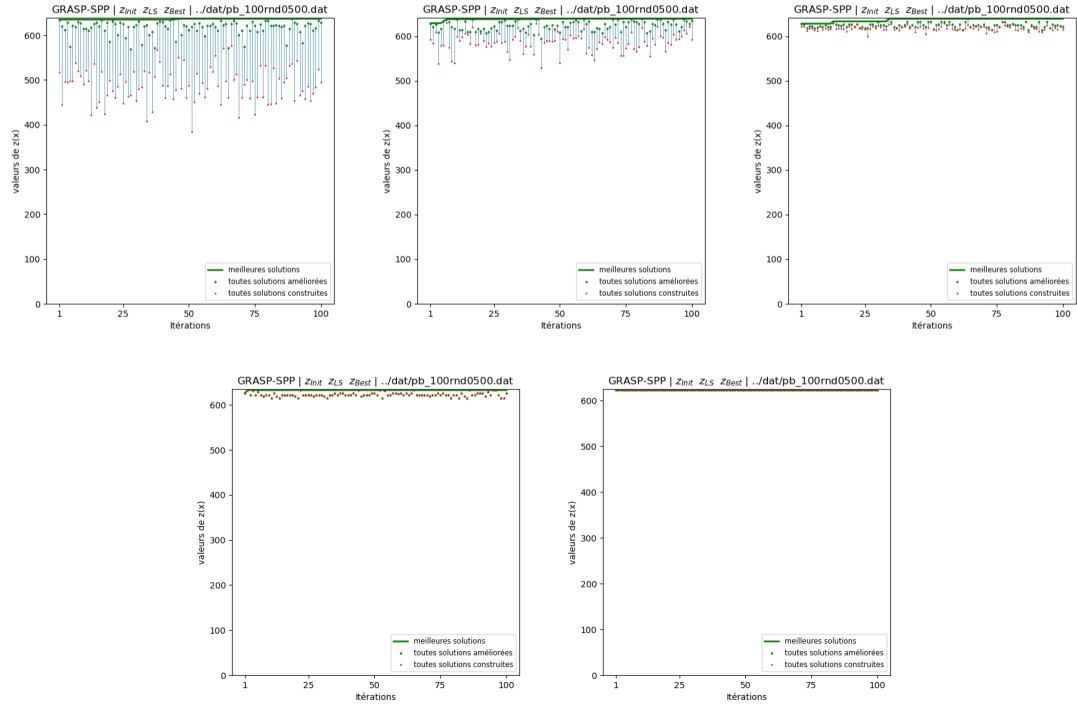 GRASP-SPP | z_Init z_LS z_Best | ../dat/pb_100rnd0500.dat
valeurs de z(x)
600
500
400
300
200
100
0
meilleures solutions
toutes solutions améliorées
toutes solutions construites
1 25 50 75 100
Itérations
GRASP-SPP | z_Init z_LS z_Best | ../dat/pb_100rnd0500.dat
valeurs de z(x)
600
500
400
300
200
100
0
meilleures solutions
toutes solutions améliorées
toutes solutions construites
1 25 50 75 100
Itérations
GRASP-SPP | z_Init z_LS z_Best | ../dat/pb_100rnd0500.dat
valeurs de z(x)
600
500
400
300
200
100
0
meilleures solutions
toutes solutions améliorées
toutes solutions construites
1 25 50 75 100
Itérations
GRASP-SPP | z_Init z_LS z_Best | ../dat/pb_100rnd0500.dat
valeurs de z(x)
600
500
400
300
200
100
0
meilleures solutions
toutes solutions améliorées
toutes solutions construites
1 25 50 75 100
Itérations
GRASP-SPP | z_Init z_LS z_Best | ../dat/pb_100rnd0500.dat
valeurs de z(x)
600
500
400
300
200
100
0
meilleures solutions
toutes solutions améliorées
toutes solutions construites
1 25 50 75 100
Itérations